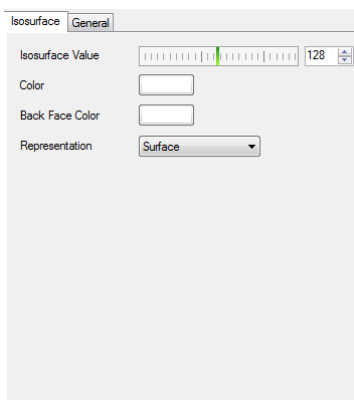 Isosurface General
Isosurface Value 128
Color
Back Face Color
Representation Surface